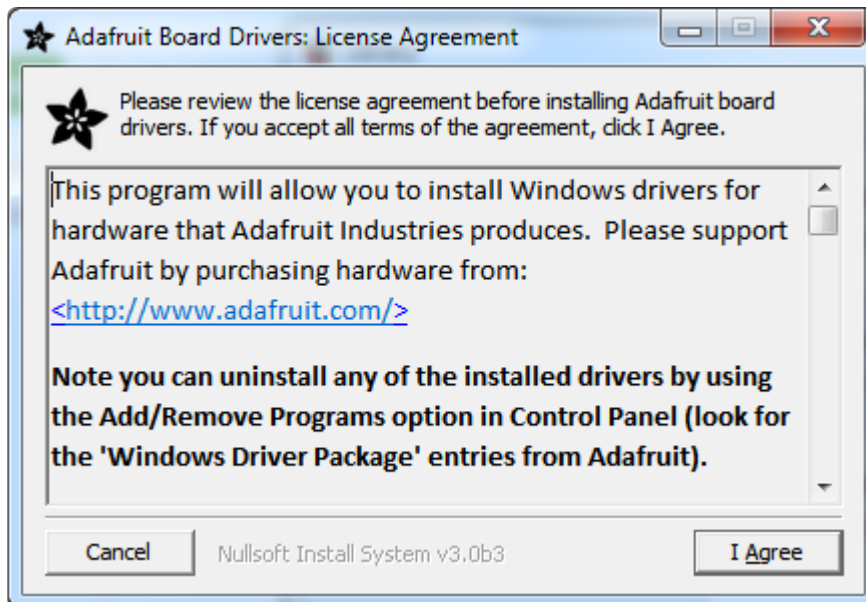 Adafruit Board Drivers: License Agreement
Please review the license agreement before installing Adafruit board
drivers. If you accept all terms of the agreement, click I Agree.
This program will allow you to install Windows drivers for
hardware that Adafruit Industries produces.  Please support
Adafruit by purchasing hardware from:
<http://www.adafruit.com/>
Note you can uninstall any of the installed drivers by using
the Add/Remove Programs option in Control Panel (look for
the 'Windows Driver Package' entries from Adafruit).
Cancel Nullsoft Install System v3.0b3 I Agree